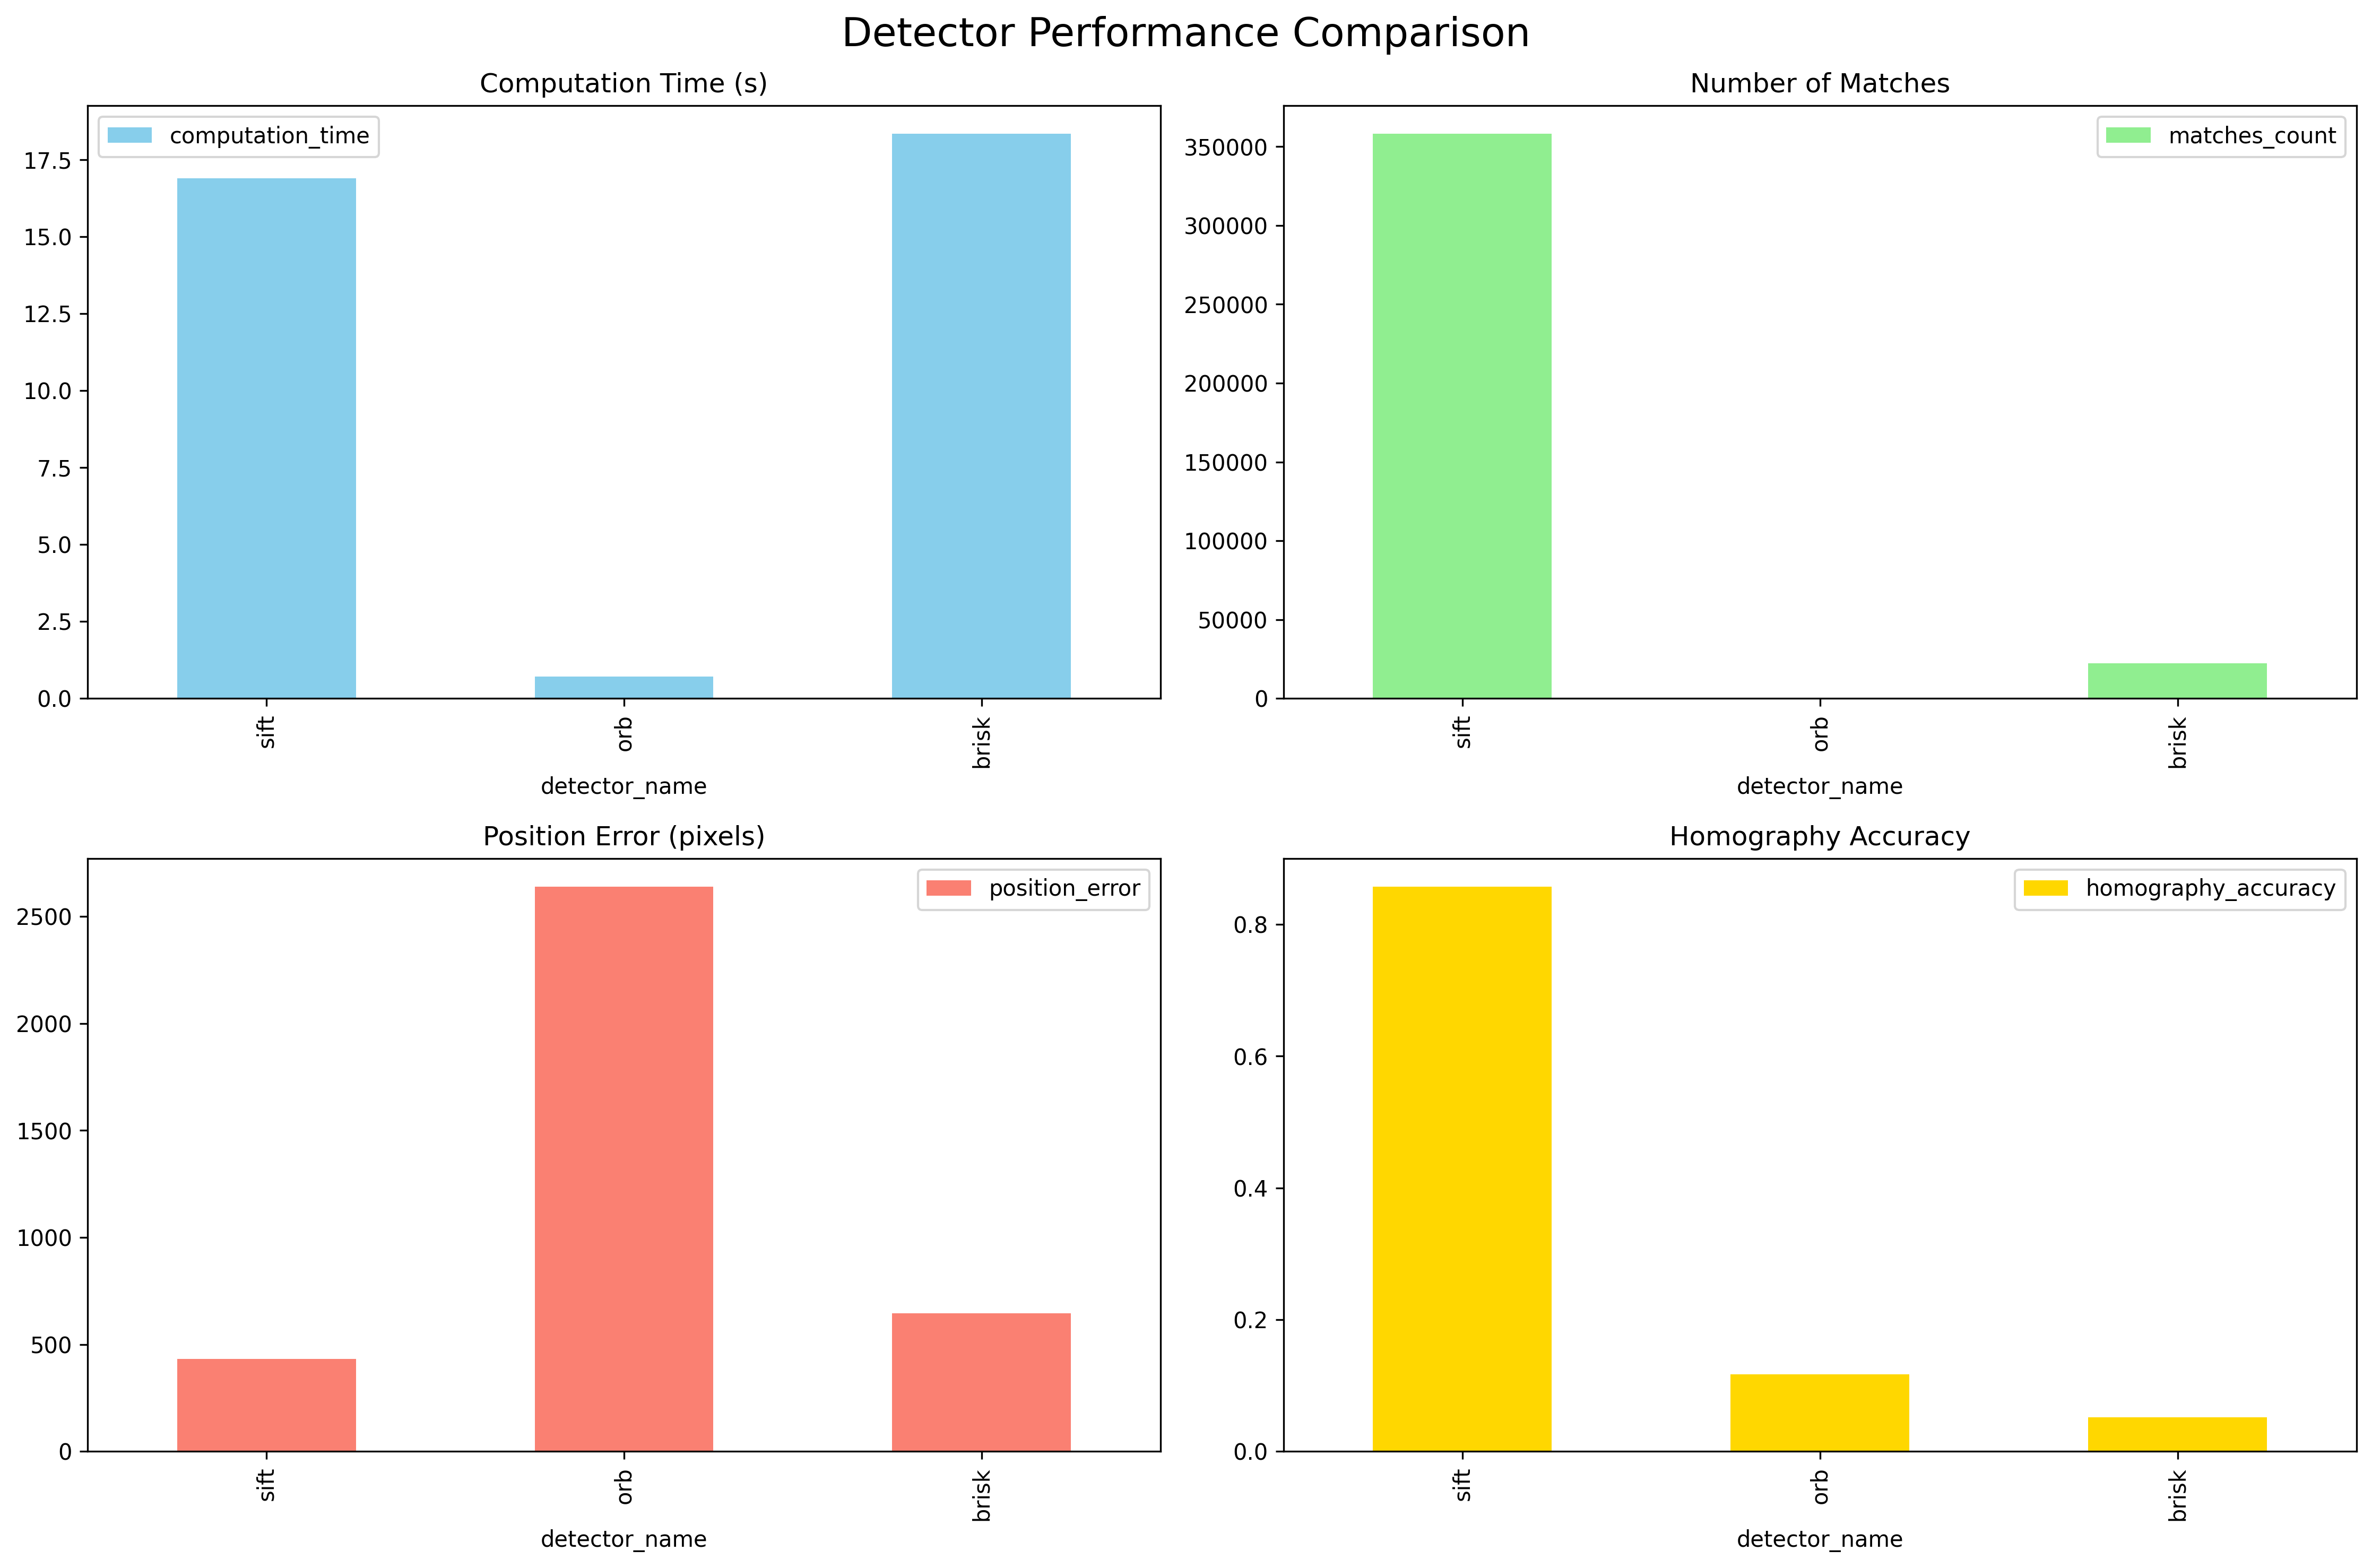 Detector Performance Comparison
Computation Time (s)
computation_time
17.5
15.0
12.5
10.0
7.5
5.0
2.5
0.0
sift
orb
brisk
detector_name
Number of Matches
matches_count
350000
300000
250000
200000
150000
100000
50000
0
sift
orb
brisk
detector_name
Position Error (pixels)
position_error
2500
2000
1500
1000
500
0
sift
orb
brisk
detector_name
Homography Accuracy
homography_accuracy
0.8
0.6
0.4
0.2
0.0
sift
orb
brisk
detector_name